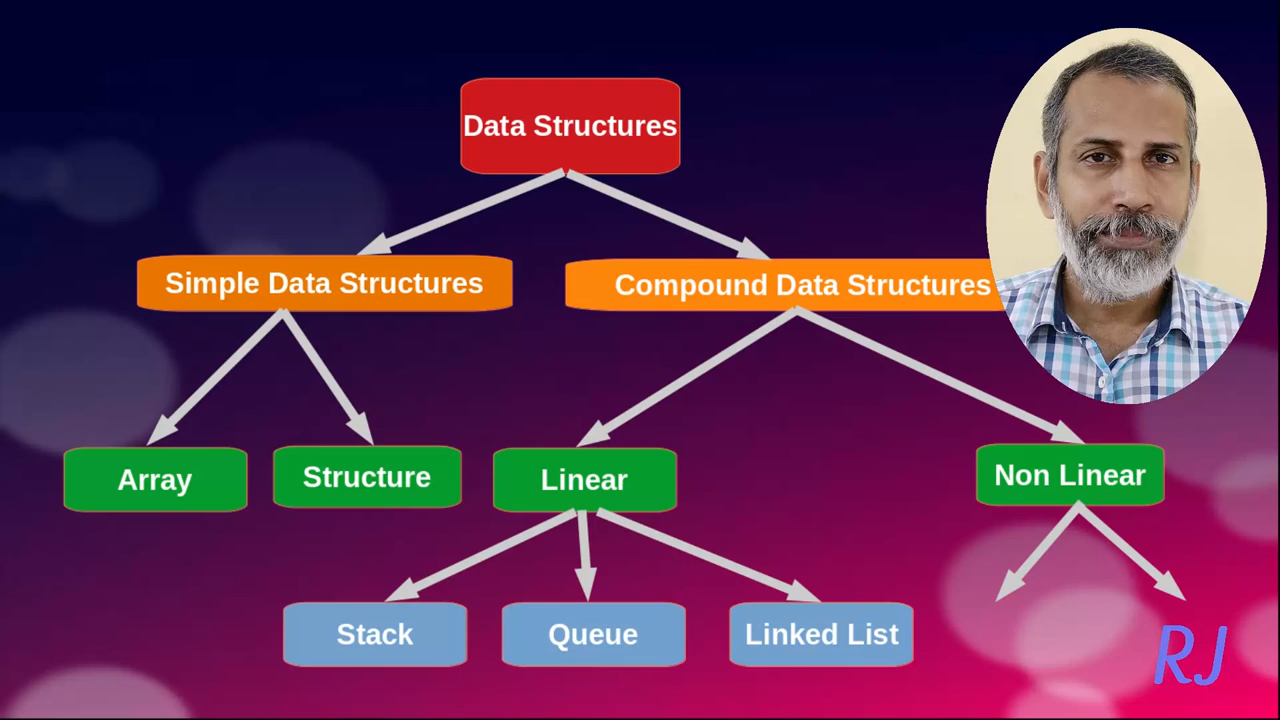 Data Structures
Simple Data Structures
Compound Data Structures
Array
Structure
Linear
Non Linear
Stack
Queue
Linked List
RJ